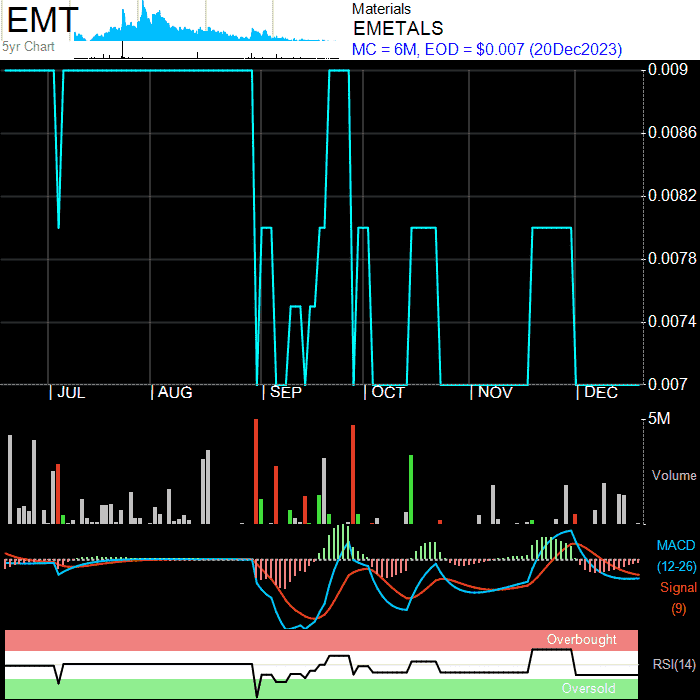 EMT
5yr Chart
Materials
EMETALS
MC = 6M, EOD = $0.007 (20Dec2023)
0.009
0.0086
0.0082
0.0078
0.0074
0.007
JUL AUG SEP OCT NOV DEC
5M
Volume
MACD
(12-26)
Signal
(9)
Overbought
RSI(14)
Oversold